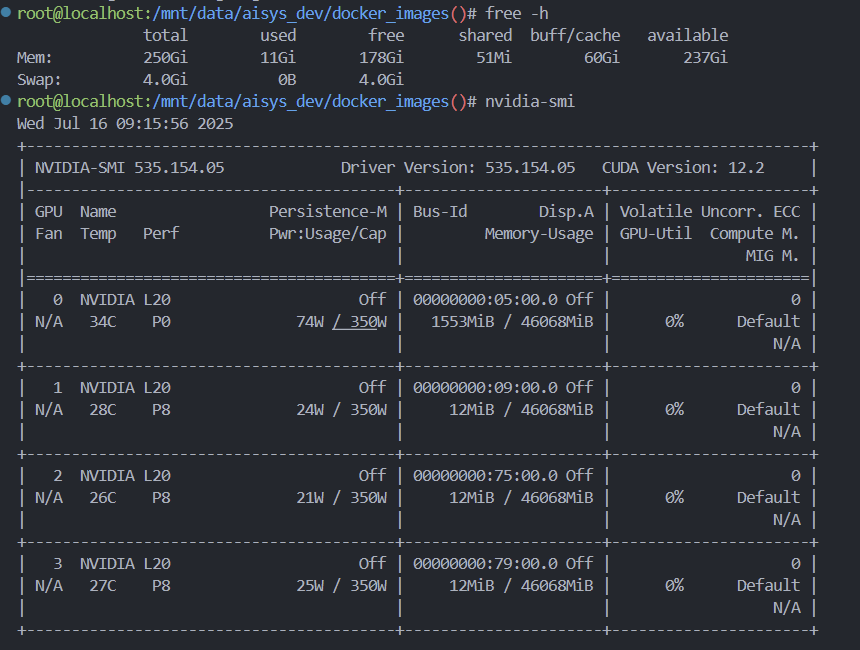 root@localhost:/mnt/data/aisys_dev/docker_images()# free -h
               total        used        free      shared  buff/cache   available
Mem:           250Gi        11Gi       178Gi        51Mi        60Gi       237Gi
Swap:          4.0Gi          0B       4.0Gi
root@localhost:/mnt/data/aisys_dev/docker_images()# nvidia-smi
Wed Jul 16 09:15:56 2025
+---------------------------------------------------------------------------------------+
| NVIDIA-SMI 535.154.05             Driver Version: 535.154.05   CUDA Version: 12.2     |
|-----------------------------------------+----------------------+----------------------+
| GPU  Name                 Persistence-M | Bus-Id        Disp.A | Volatile Uncorr. ECC |
| Fan  Temp   Perf          Pwr:Usage/Cap |         Memory-Usage | GPU-Util  Compute M. |
|                                         |                      |               MIG M. |
|=========================================+======================+======================|
|   0  NVIDIA L20                     Off | 00000000:05:00.0 Off |                    0 |
| N/A   34C    P0              74W / 350W |   1553MiB / 46068MiB |      0%      Default |
|                                         |                      |                  N/A |
+-----------------------------------------+----------------------+----------------------+
|   1  NVIDIA L20                     Off | 00000000:09:00.0 Off |                    0 |
| N/A   28C    P8              24W / 350W |     12MiB / 46068MiB |      0%      Default |
|                                         |                      |                  N/A |
+-----------------------------------------+----------------------+----------------------+
|   2  NVIDIA L20                     Off | 00000000:75:00.0 Off |                    0 |
| N/A   26C    P8              21W / 350W |     12MiB / 46068MiB |      0%      Default |
|                                         |                      |                  N/A |
+-----------------------------------------+----------------------+----------------------+
|   3  NVIDIA L20                     Off | 00000000:79:00.0 Off |                    0 |
| N/A   27C    P8              25W / 350W |     12MiB / 46068MiB |      0%      Default |
|                                         |                      |                  N/A |
+-----------------------------------------+----------------------+----------------------+